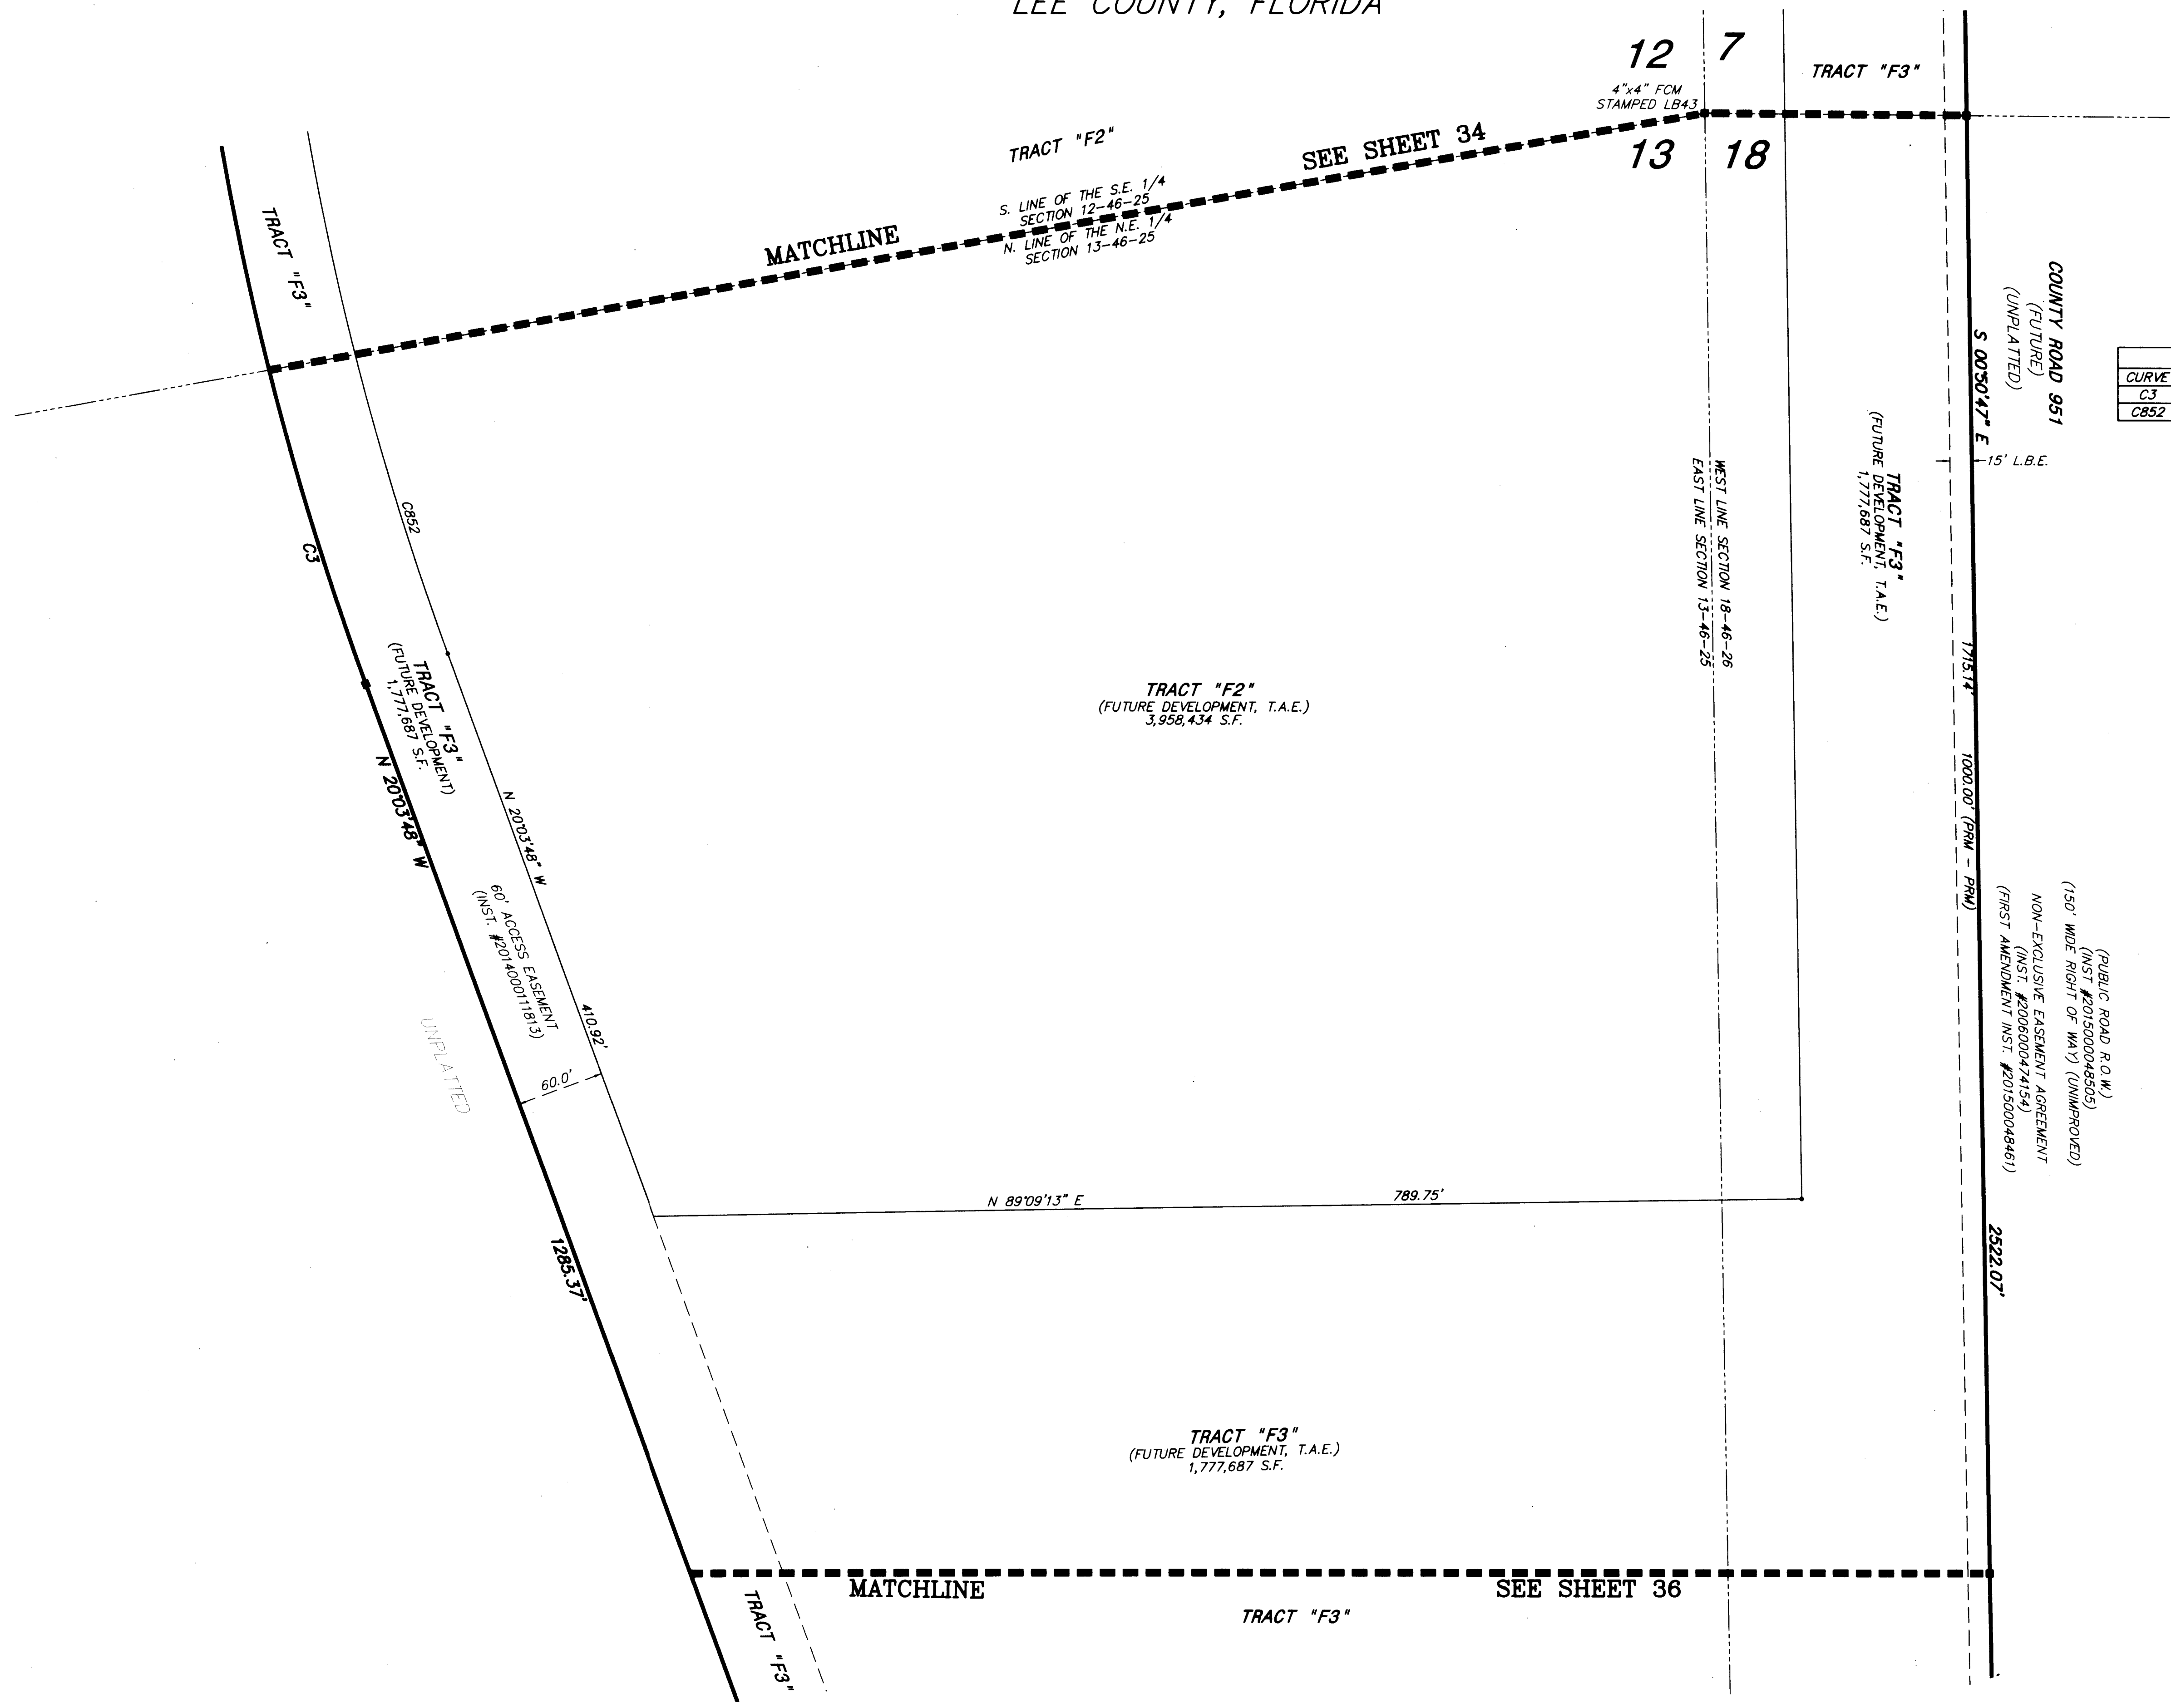 LEE COUNTY, FLORIDA
12
7
TRACT "F3"
4"x4" FCM
STAMPED LB43
13
18
TRACT "F2"
SEE SHEET 34
S. LINE OF THE S.E. 1/4
SECTION 12-46-25
N. LINE OF THE N.E. 1/4
SECTION 13-46-25
MATCHLINE
TRACT "F3"
COUNTY ROAD 951
(FUTURE)
(UNPLATTED)
S 00°50'47" E
15' L.B.E.
CURVE
C3
C852
C852
C3
WEST LINE SECTION 18-46-26
EAST LINE SECTION 13-46-25
TRACT "F3"
(FUTURE DEVELOPMENT, T.A.E.)
1,777,687 S.F.
1715.14'
1000.00' (PRM - PRM)
TRACT "F2"
(FUTURE DEVELOPMENT, T.A.E.)
3,958,434 S.F.
TRACT "F3"
(FUTURE DEVELOPMENT)
1,777,687 S.F.
N 20°03'48" W
N 20°03'48" W
60' ACCESS EASEMENT
(INST. #2014000111813)
410.92'
60.0'
UNPLATTED
(PUBLIC ROAD R.O.W.)
(INST #2015000048505)
(150' WIDE RIGHT OF WAY) (UNIMPROVED)
NON-EXCLUSIVE EASEMENT AGREEMENT
(INST. #2006000474154)
(FIRST AMENDMENT INST. #2015000048461)
N 89°09'13" E
789.75'
1285.37'
2522.07'
TRACT "F3"
(FUTURE DEVELOPMENT, T.A.E.)
1,777,687 S.F.
MATCHLINE
SEE SHEET 36
TRACT "F3"
TRACT "F3"